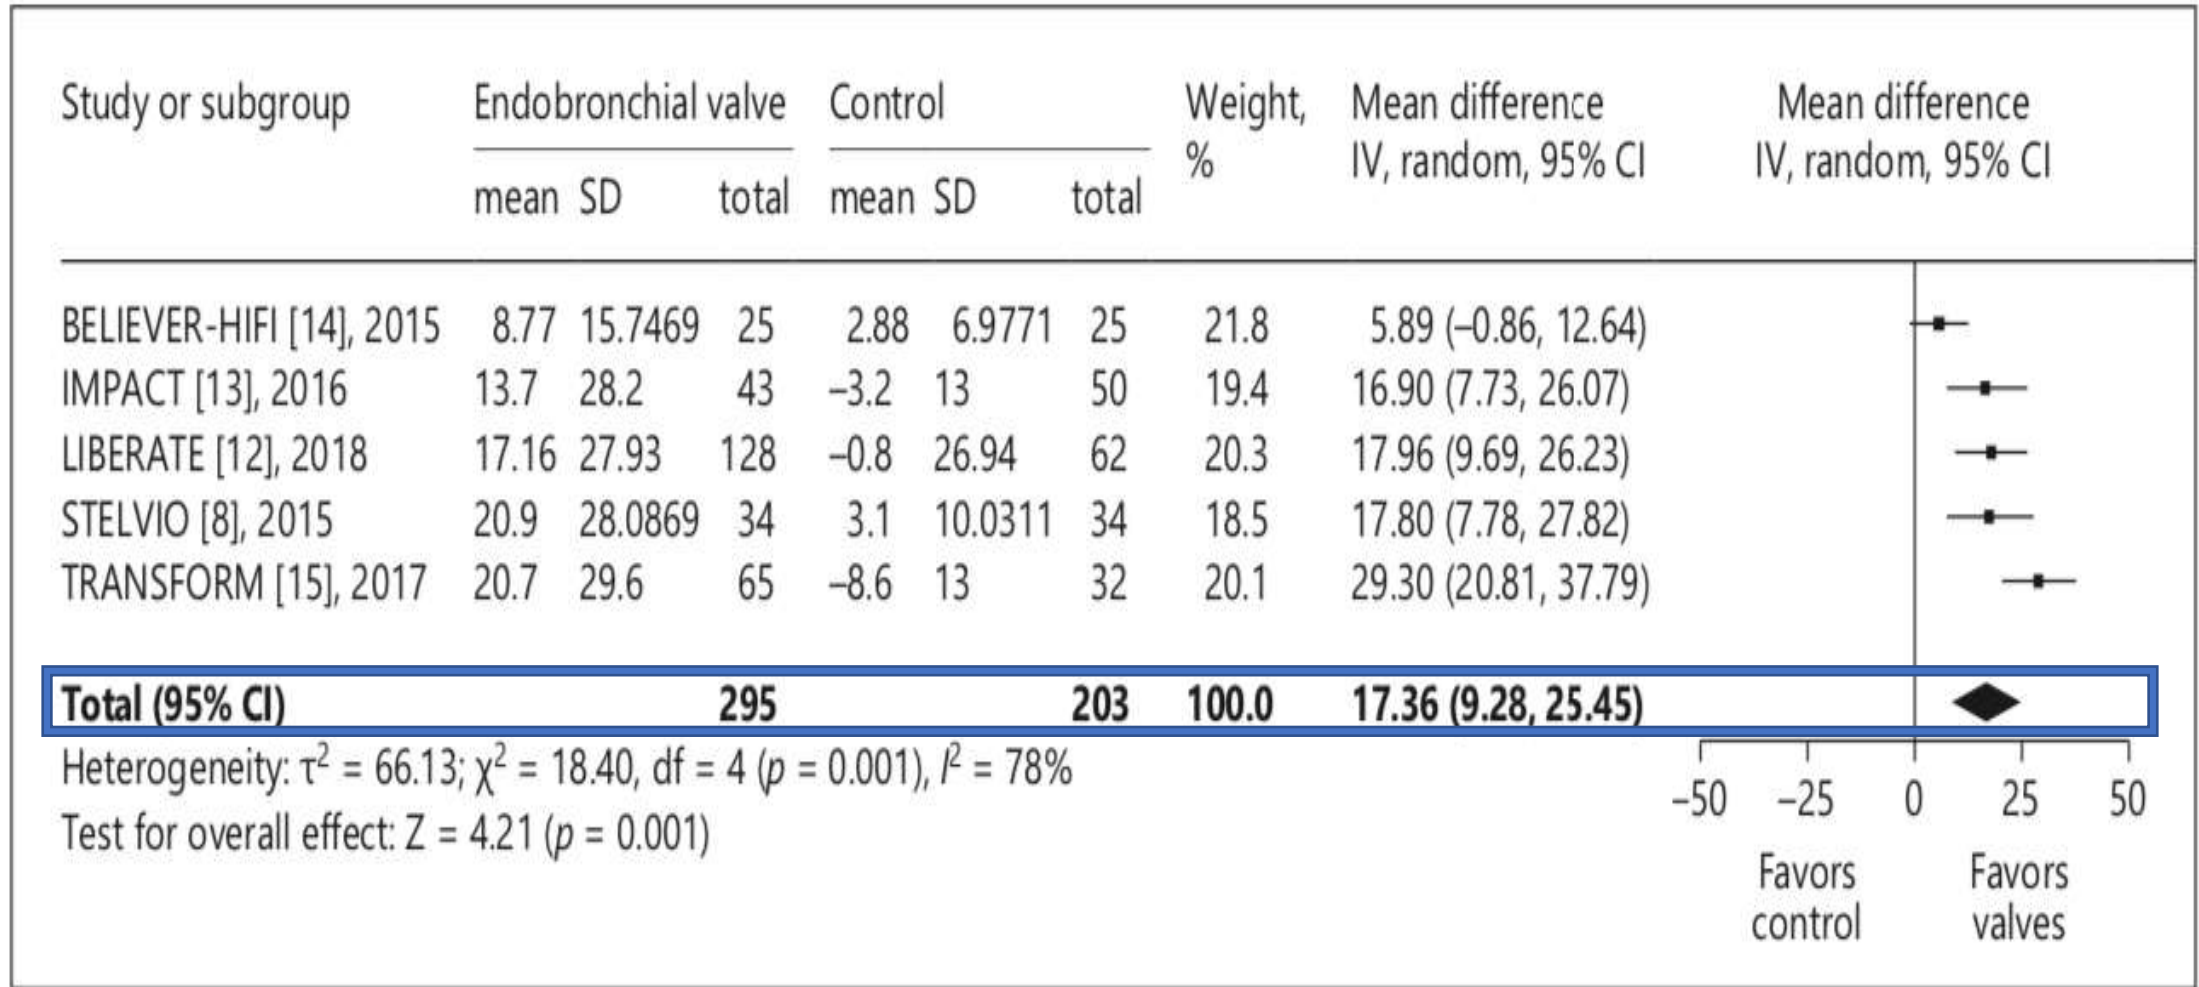 Study or subgroup Endobronchial valve Control Weight, Mean difference Mean difference
% IV, random, 95% CI IV, random, 95% CI
mean SD total mean SD total
BELIEVER-HIFI [14], 2015 8.77 15.7469 25 2.88 6.9771 25 21.8 5.89 (–0.86, 12.64)
IMPACT [13], 2016 13.7 28.2 43 –3.2 13 50 19.4 16.90 (7.73, 26.07)
LIBERATE [12], 2018 17.16 27.93 128 –0.8 26.94 62 20.3 17.96 (9.69, 26.23)
STELVIO [8], 2015 20.9 28.0869 34 3.1 10.0311 34 18.5 17.80 (7.78, 27.82)
TRANSFORM [15], 2017 20.7 29.6 65 –8.6 13 32 20.1 29.30 (20.81, 37.79)
Total (95% CI) 295 203 100.0 17.36 (9.28, 25.45)
Heterogeneity: τ² = 66.13; χ² = 18.40, df = 4 (p = 0.001), I² = 78%
–50 –25 0 25 50
Test for overall effect: Z = 4.21 (p = 0.001)
Favors Favors
control valves